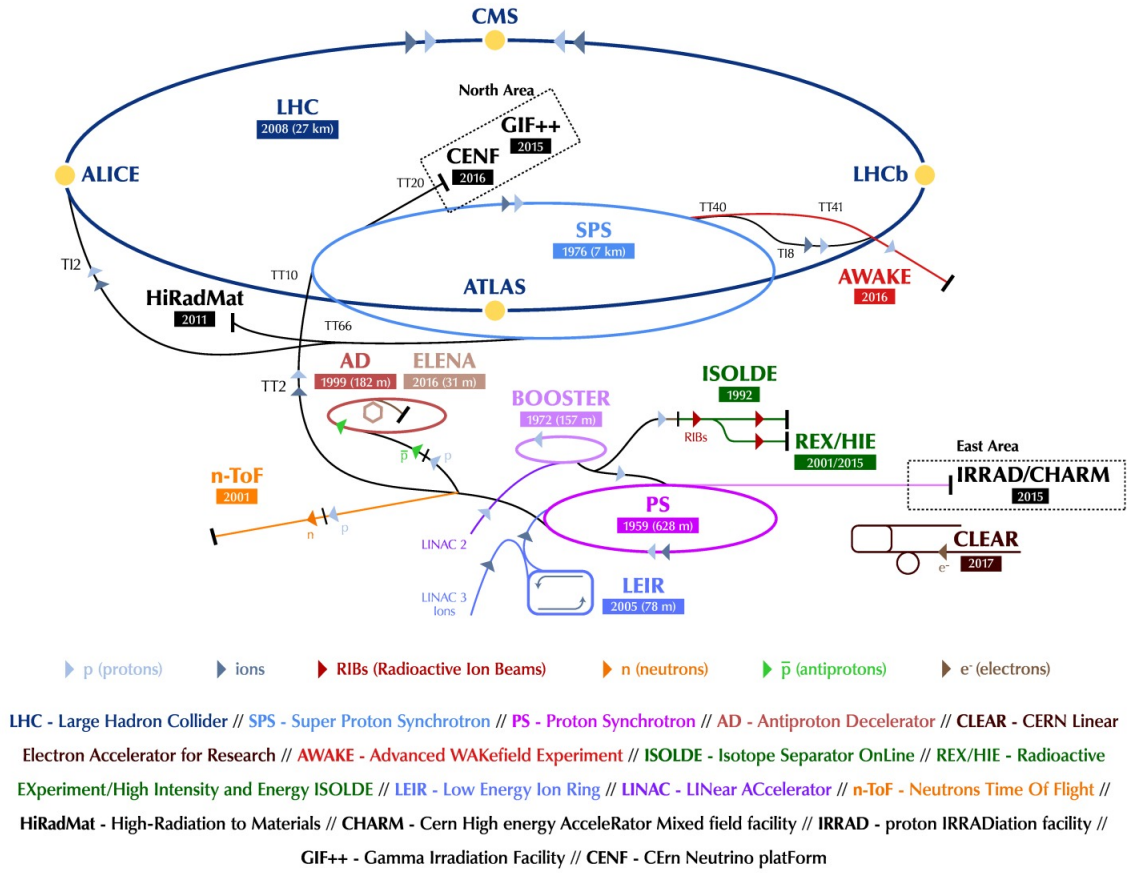 CMS
North Area
LHC
2008 (27 km)
GIF++
2015
CENF
2016
ALICE
LHCb
TT20
TT40
TT41
SPS
1976 (7 km)
TI8
TI2
TT10
ATLAS
AWAKE
2016
HiRadMat
2011
TT66
AD
1999 (182 m)
ELENA
2016 (31 m)
TT2
BOOSTER
1972 (157 m)
ISOLDE
1992
RIBs
REX/HIE
2001/2015
p̅
p
East Area
IRRAD/CHARM
2015
n-ToF
2001
n
p
PS
1959 (628 m)
LINAC 2
CLEAR
2017
e-
LINAC 3
Ions
LEIR
2005 (78 m)
p (protons)
ions
RIBs (Radioactive Ion Beams)
n (neutrons)
p̅ (antiprotons)
e- (electrons)
LHC - Large Hadron Collider // SPS - Super Proton Synchrotron // PS - Proton Synchrotron // AD - Antiproton Decelerator // CLEAR - CERN Linear
Electron Accelerator for Research // AWAKE - Advanced WAKefield Experiment // ISOLDE - Isotope Separator OnLine // REX/HIE - Radioactive
EXperiment/High Intensity and Energy ISOLDE // LEIR - Low Energy Ion Ring // LINAC - LINear ACcelerator // n-ToF - Neutrons Time Of Flight //
HiRadMat - High-Radiation to Materials // CHARM - Cern High energy AcceleRator Mixed field facility // IRRAD - proton IRRADiation facility //
GIF++ - Gamma Irradiation Facility // CENF - CErn Neutrino platForm